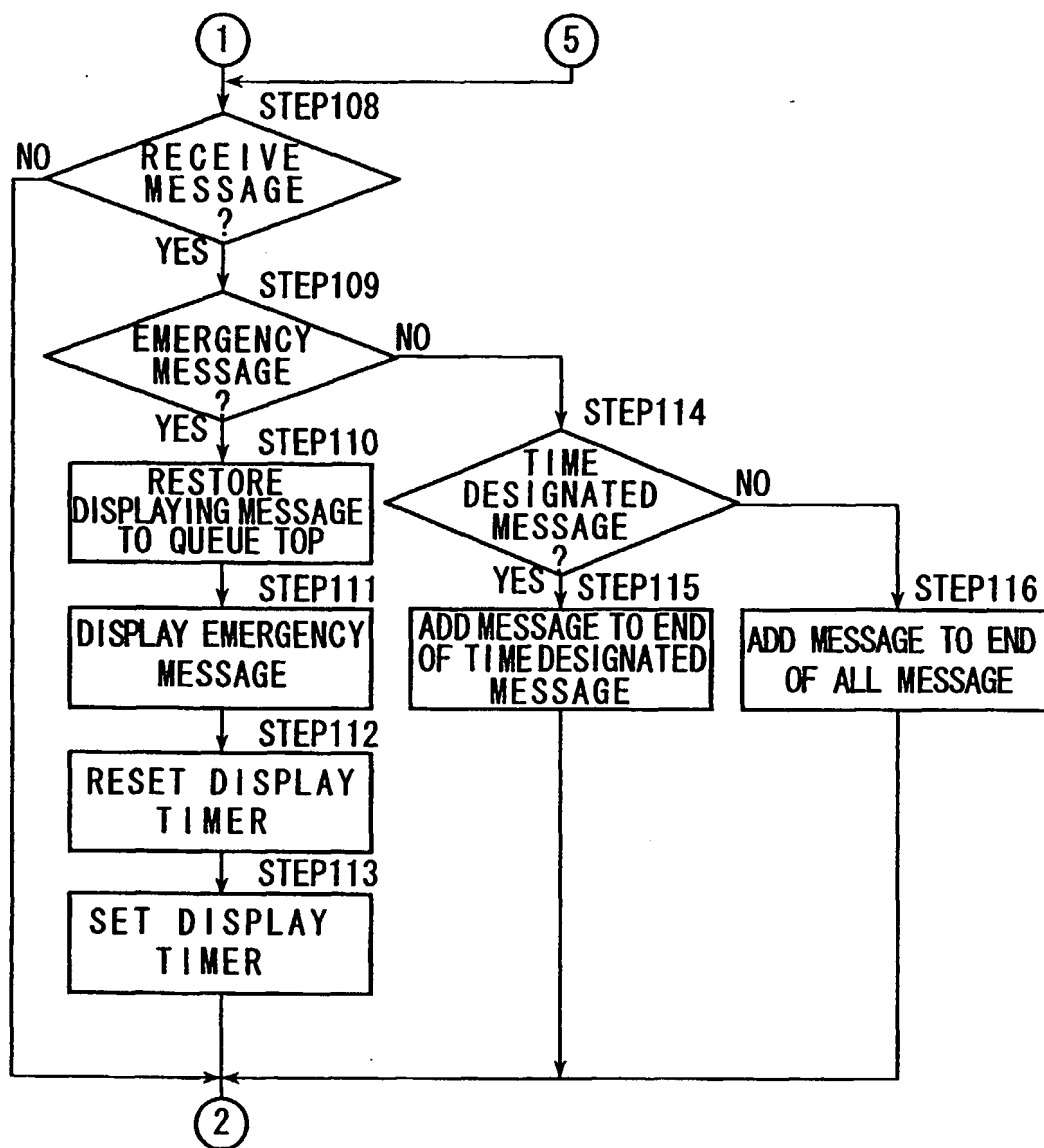 1
5
STEP108
NO
RECEIVE
MESSAGE
?
YES
STEP109
EMERGENCY
MESSAGE
?
NO
YES
STEP110
RESTORE
DISPLAYING MESSAGE
TO QUEUE TOP
STEP111
DISPLAY EMERGENCY
MESSAGE
STEP112
RESET DISPLAY
TIMER
STEP113
SET DISPLAY
TIMER
STEP114
TIME
DESIGNATED
MESSAGE
?
NO
YES
STEP115
ADD MESSAGE TO END
OF TIME DESIGNATED
MESSAGE
STEP116
ADD MESSAGE TO END
OF ALL MESSAGE
2